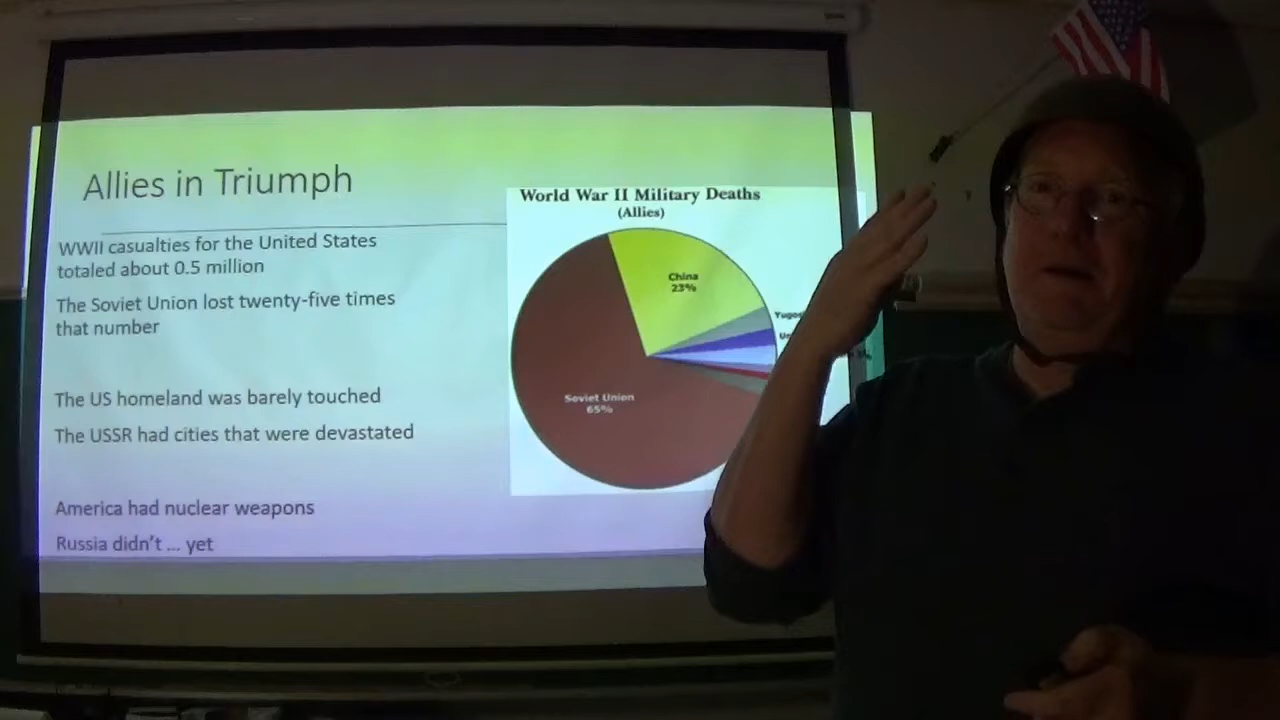 Allies in Triumph
WWII casualties for the United States
totaled about 0.5 million
The Soviet Union lost twenty-five times
that number
The US homeland was barely touched
The USSR had cities that were devastated
America had nuclear weapons
Russia didn't ... yet
World War II Military Deaths
(Allies)
China
23%
Soviet Union
65%